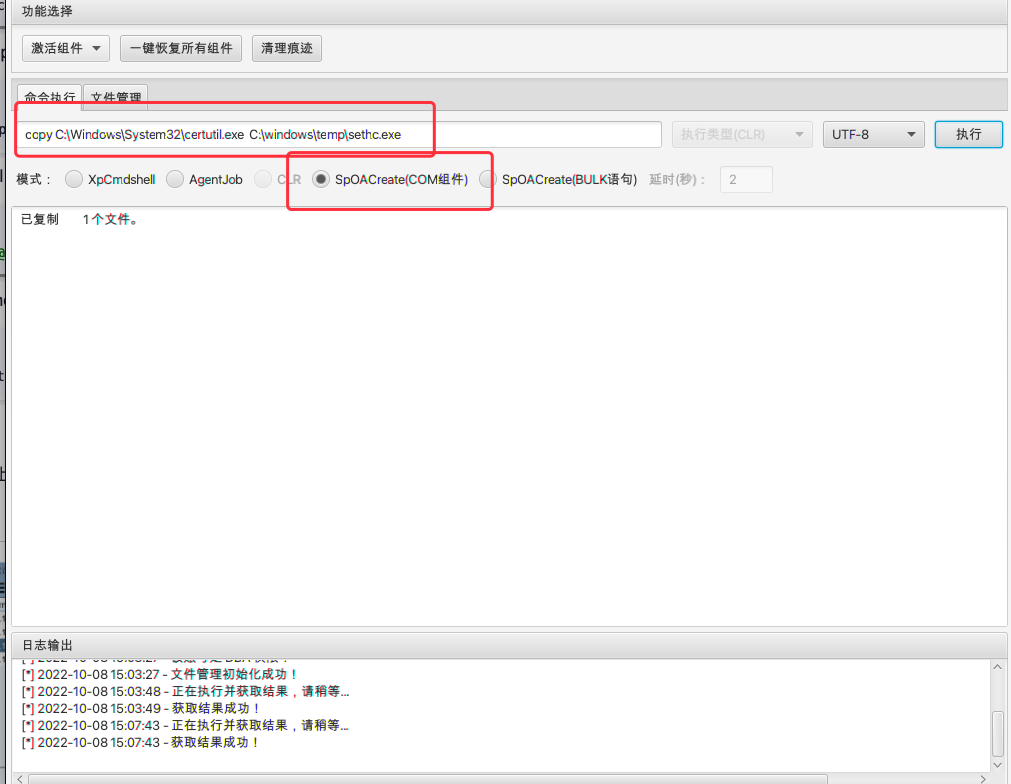 功能选择
激活组件 一键恢复所有组件 清理痕迹
命令执行 文件管理
copy C:\Windows\System32\certutil.exe C:\windows\temp\sethc.exe 执行类型(CLR) UTF-8 执行
模式： XpCmdshell AgentJob CLR SpOACreate(COM组件) SpOACreate(BULK语句) 延时(秒)： 2
已复制 1个文件。
日志输出
[*] 2022-10-08 15:03:27 - 文件管理初始化成功！
[*] 2022-10-08 15:03:48 - 正在执行并获取结果，请稍等...
[*] 2022-10-08 15:03:49 - 获取结果成功！
[*] 2022-10-08 15:07:43 - 正在执行并获取结果，请稍等...
[*] 2022-10-08 15:07:43 - 获取结果成功！